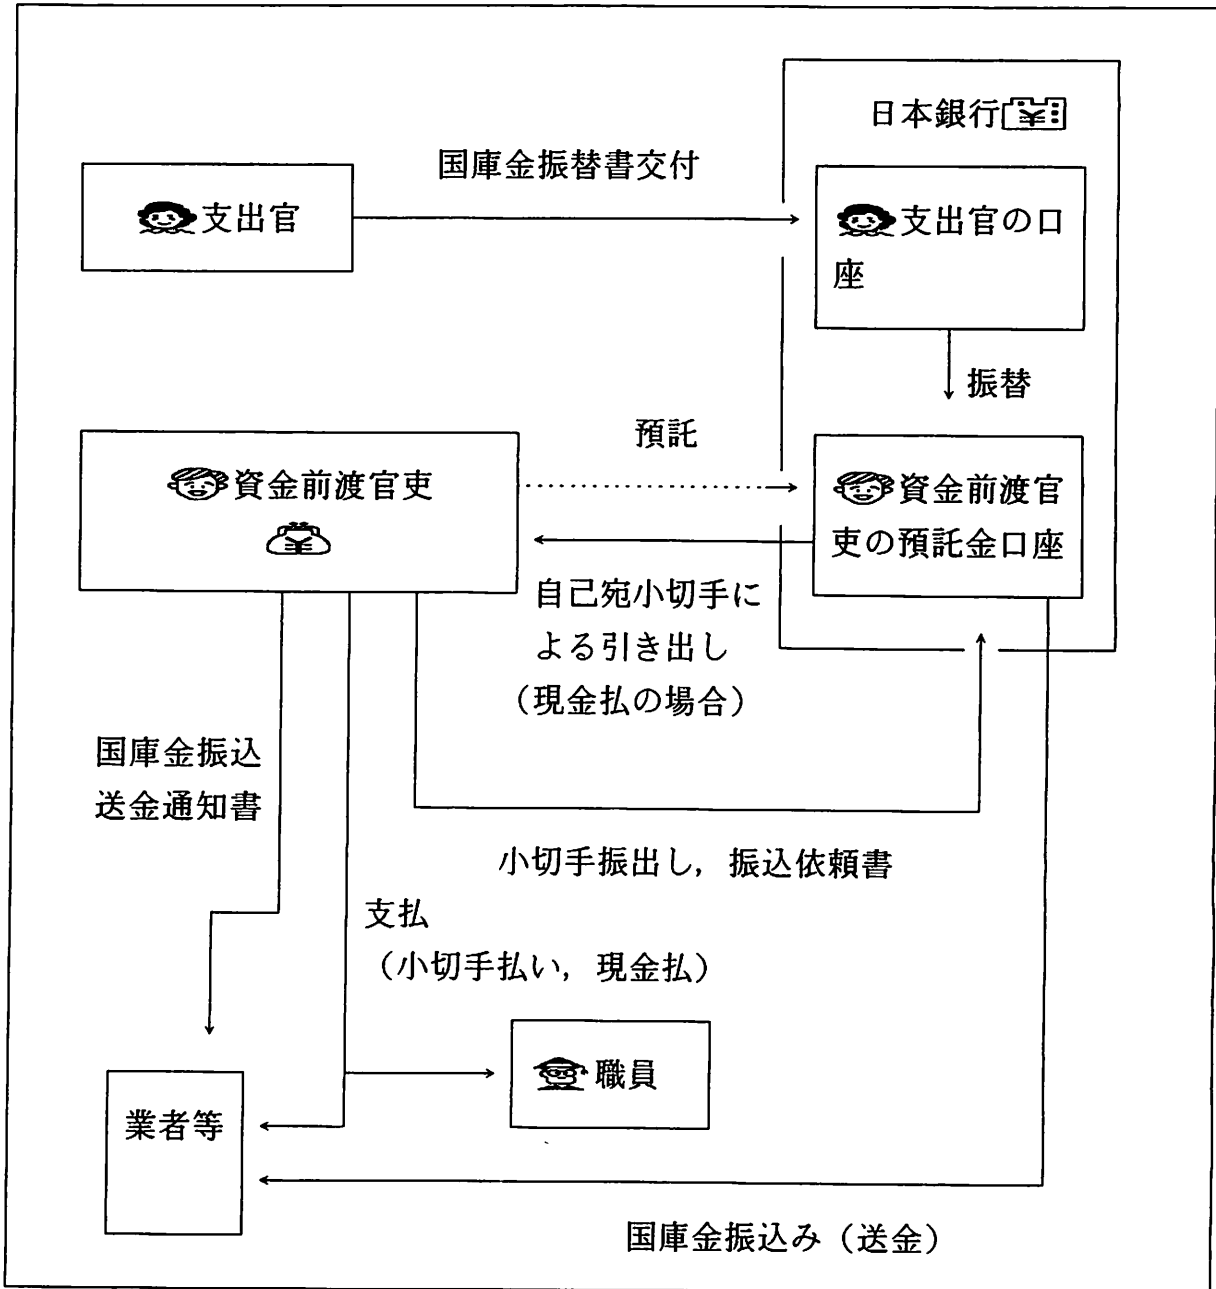 日本銀行
国庫金振替書交付
支出官
支出官の口
座
振替
預託
資金前渡官吏
資金前渡官
吏の預託金口座
自己宛小切手に
よる引き出し
（現金払の場合）
国庫金振込
送金通知書
小切手振出し，振込依頼書
支払
（小切手払い，現金払）
職員
業者等
国庫金振込み（送金）